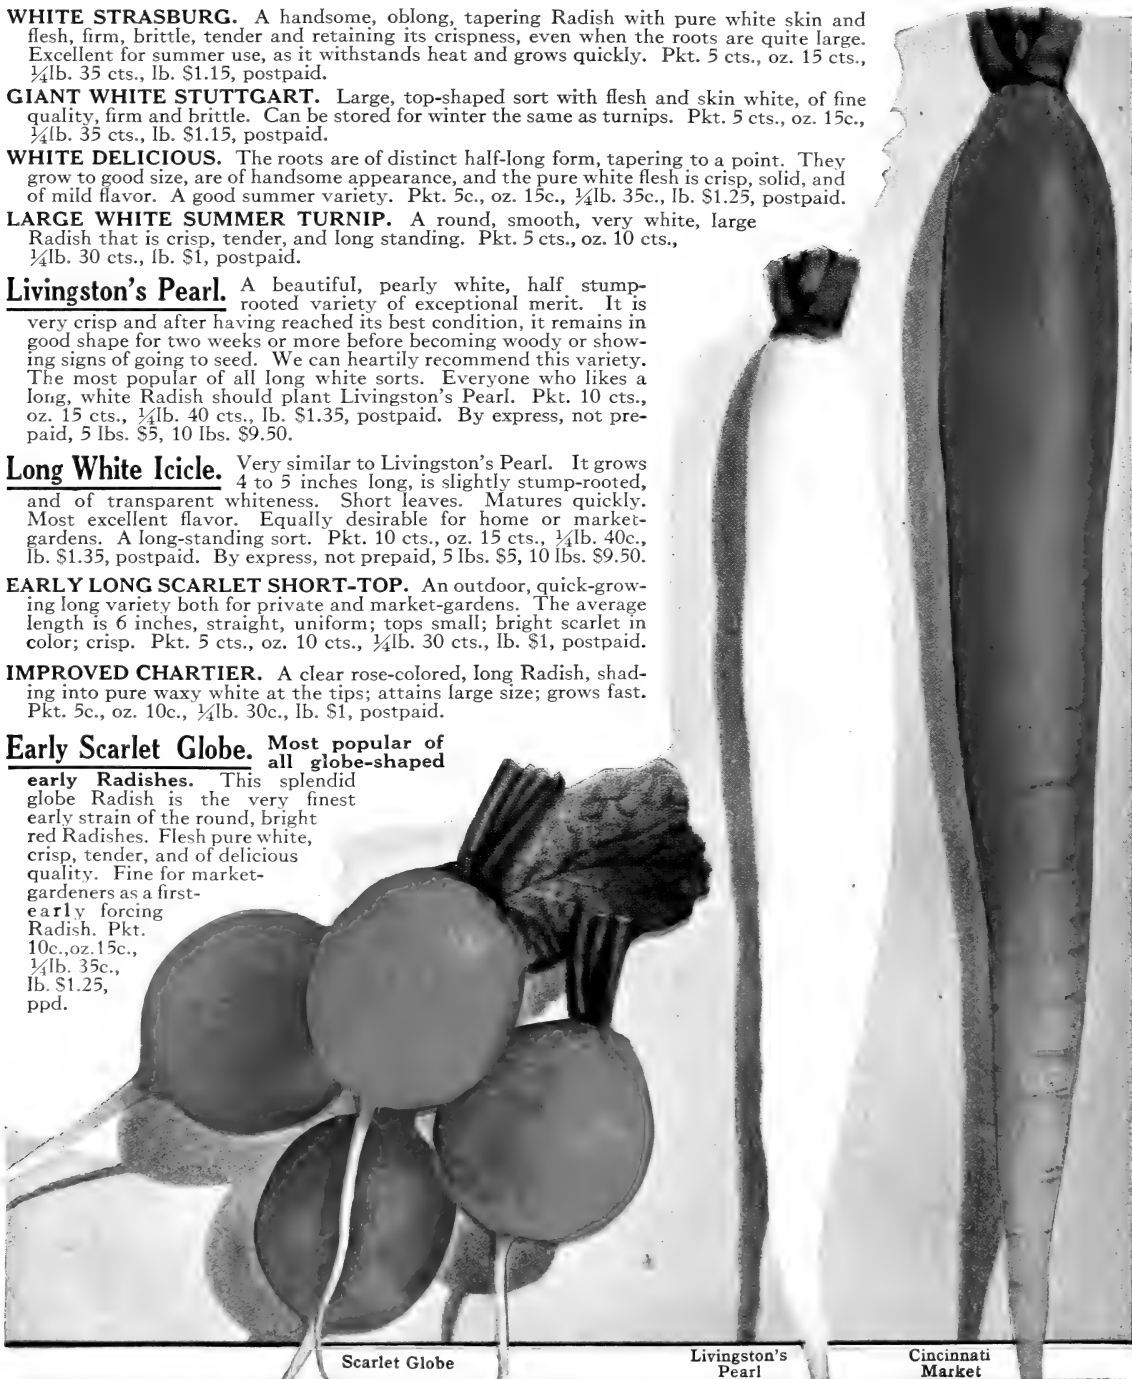 WHITE STRASBURG. A handsome, oblong, tapering Radish with pure white skin and
flesh, firm, brittle, tender and retaining its crispness, even when the roots are quite large.
Excellent for summer use, as it withstands heat and grows quickly. Pkt. 5 cts., oz. 15 cts.,
¼lb. 35 cts., lb. $1.15, postpaid.
GIANT WHITE STUTTGART. Large, top-shaped sort with flesh and skin white, of fine
quality, firm and brittle. Can be stored for winter the same as turnips. Pkt. 5 cts., oz. 15c.,
¼lb. 35 cts., lb. $1.15, postpaid.
WHITE DELICIOUS. The roots are of distinct half-long form, tapering to a point. They
grow to good size, are of handsome appearance, and the pure white flesh is crisp, solid, and
of mild flavor. A good summer variety. Pkt. 5c., oz. 15c., ¼lb. 35c., lb. $1.25, postpaid.
LARGE WHITE SUMMER TURNIP. A round, smooth, very white, large
Radish that is crisp, tender, and long standing. Pkt. 5 cts., oz. 10 cts.,
¼lb. 30 cts., lb. $1, postpaid.
Livingston's Pearl. A beautiful, pearly white, half stump-
rooted variety of exceptional merit. It is
very crisp and after having reached its best condition, it remains in
good shape for two weeks or more before becoming woody or show-
ing signs of going to seed. We can heartily recommend this variety.
The most popular of all long white sorts. Everyone who likes a
long, white Radish should plant Livingston's Pearl. Pkt. 10 cts.,
oz. 15 cts., ¼lb. 40 cts., lb. $1.35, postpaid. By express, not pre-
paid, 5 lbs. $5, 10 lbs. $9.50.
Long White Icicle. Very similar to Livingston's Pearl. It grows
4 to 5 inches long, is slightly stump-rooted,
and of transparent whiteness. Short leaves. Matures quickly.
Most excellent flavor. Equally desirable for home or market-
gardens. A long-standing sort. Pkt. 10 cts., oz. 15 cts., ¼lb. 40c.,
lb. $1.35, postpaid. By express, not prepaid, 5 lbs. $5, 10 lbs. $9.50.
EARLY LONG SCARLET SHORT-TOP. An outdoor, quick-grow-
ing long variety both for private and market-gardens. The average
length is 6 inches, straight, uniform; tops small; bright scarlet in
color; crisp. Pkt. 5 cts., oz. 10 cts., ¼lb. 30 cts., lb. $1, postpaid.
IMPROVED CHARTIER. A clear rose-colored, long Radish, shad-
ing into pure waxy white at the tips; attains large size; grows fast.
Pkt. 5c., oz. 10c., ¼lb. 30c., lb. $1, postpaid.
Early Scarlet Globe. Most popular of
all globe-shaped
early Radishes. This splendid
globe Radish is the very finest
early strain of the round, bright
red Radishes. Flesh pure white,
crisp, tender, and of delicious
quality. Fine for market-
gardeners as a first-
early forcing
Radish. Pkt.
10c., oz. 15c.,
¼lb. 35c.,
lb. $1.25,
ppd.
Scarlet Globe
Livingston's
Pearl
Cincinnati
Market